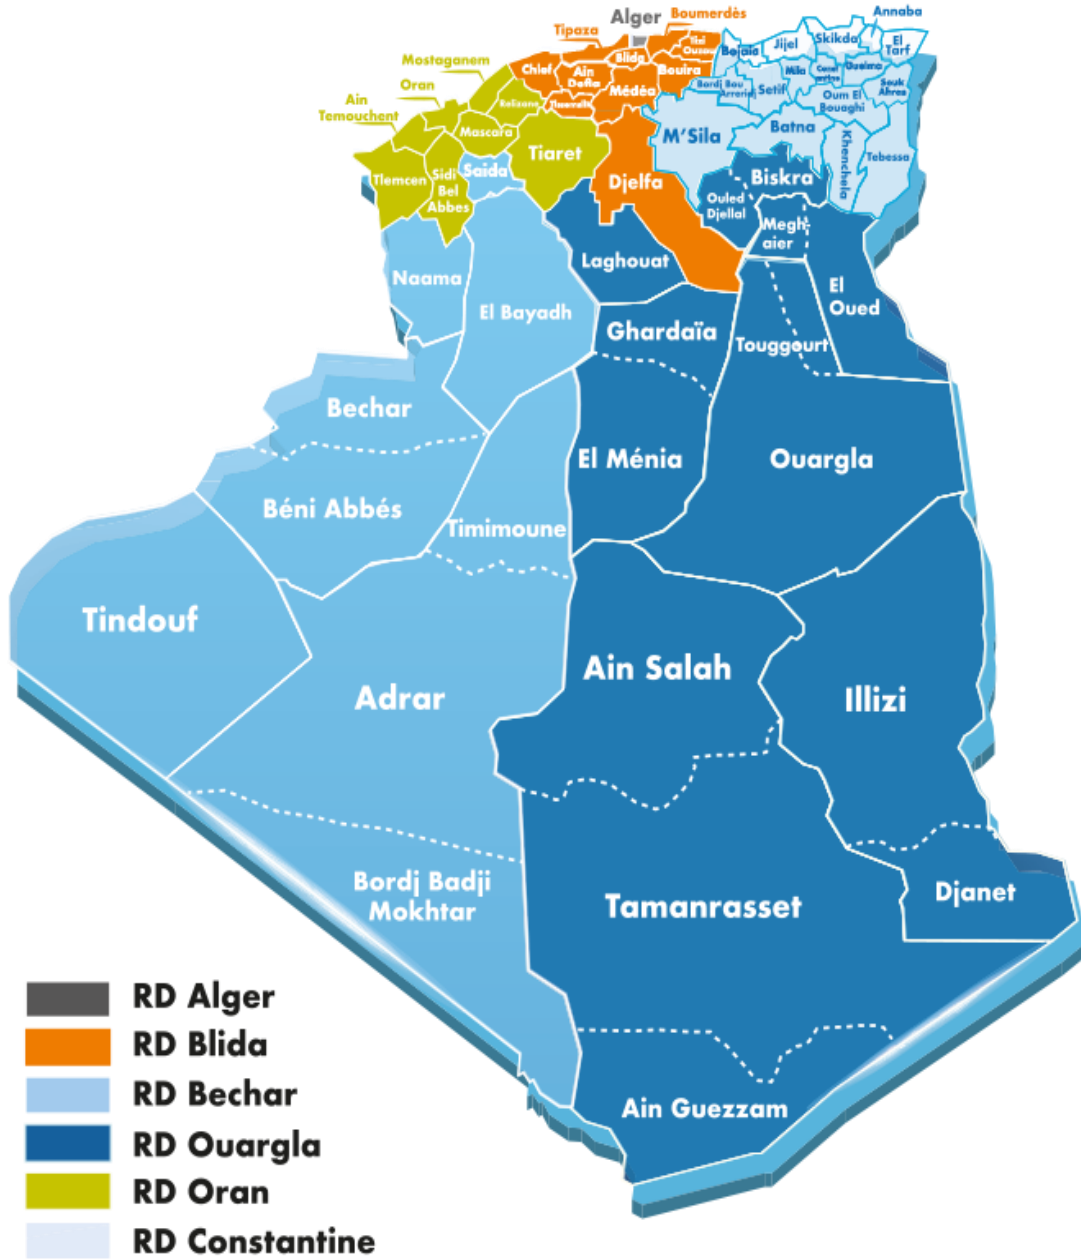 Alger
Boumerdès
Tipaza
Tizi
Ouzou
Blida
Bouira
Chlef
Ain
Defla
Médéa
Mostaganem
Oran
Relizane
Ain
Temouchent
Mascara
Tiaret
Tlemcen
Sidi
Bel
Abbes
Saida
Djelfa
Annaba
Skikda
El
Tarf
Jijel
Bejaia
Mila
Guelma
Souk
Ahras
Bordj Bou
Setif
Oum El
Bouaghi
M'Sila
Batna
Khenchela
Tebessa
Biskra
Ouled
Djellal
Megh-
aier
El
Oued
Laghouat
Naama
El Bayadh
Ghardaïa
Touggourt
Bechar
El Ménia
Ouargla
Béni Abbés
Timimoune
Tindouf
Adrar
Ain Salah
Illizi
Bordj Badji
Mokhtar
Tamanrasset
Djanet
Ain Guezzam
RD Alger
RD Blida
RD Bechar
RD Ouargla
RD Oran
RD Constantine